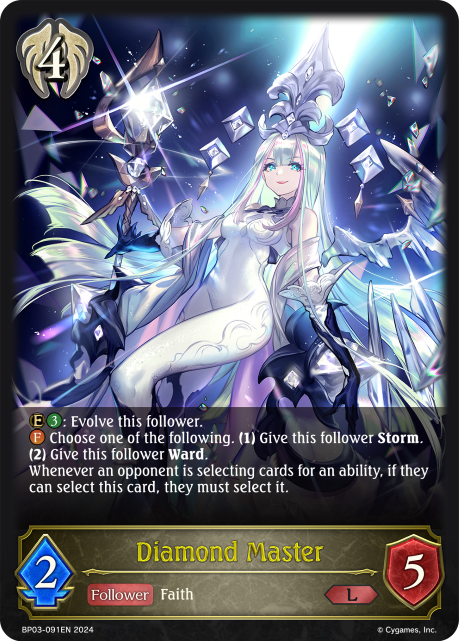 4
E 3 : Evolve this follower.
F Choose one of the following. (1) Give this follower Storm.
(2) Give this follower Ward.
Whenever an opponent is selecting cards for an ability, if they
can select this card, they must select it.
Diamond Master
2
Follower Faith
L
5
BP03-091EN 2024
© Cygames, Inc.